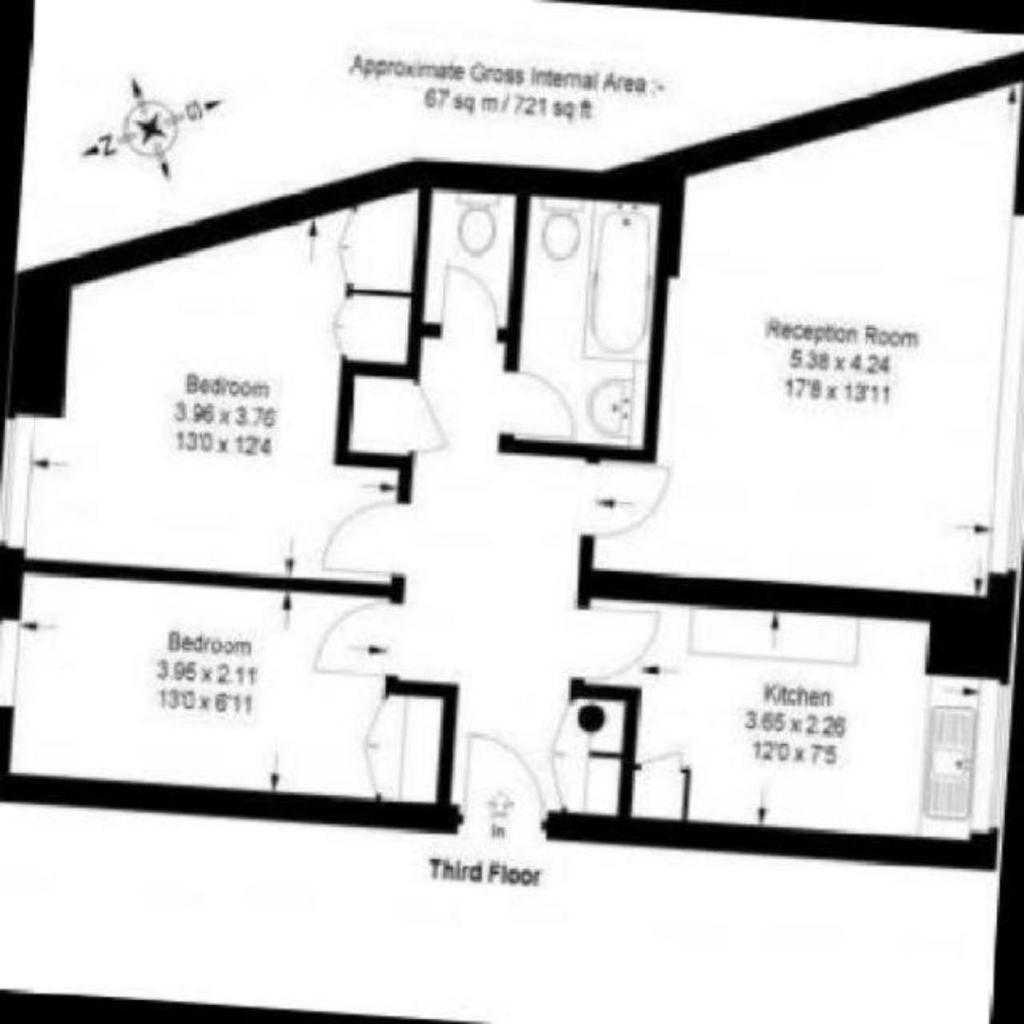 Approximate Gross Internal Area :-
67 sq m / 721 sq ft
N
S
Reception Room
5.38 x 4.24
17'8 x 13'11
Bedroom
3.96 x 3.76
13'0 x 12'4
Bedroom
3.95 x 2.11
13'0 x 6'11
Kitchen
3.65 x 2.26
12'0 x 7'5
In
Third Floor